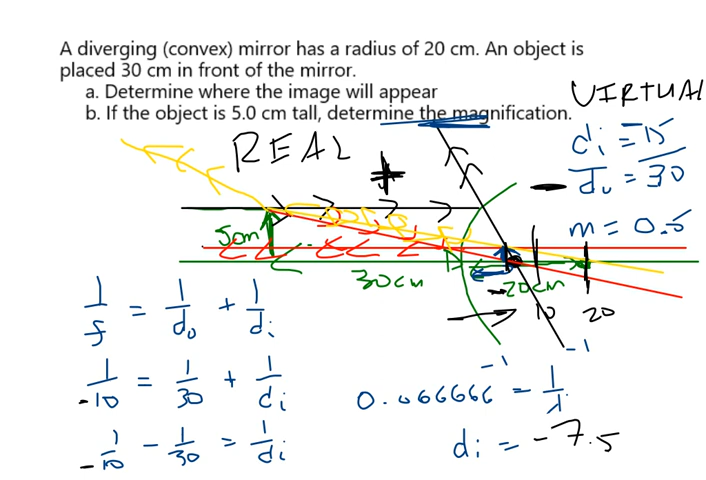 A diverging (convex) mirror has a radius of 20 cm. An object is
placed 30 cm in front of the mirror.
a. Determine where the image will appear
b. If the object is 5.0 cm tall, determine the magnification.
VIRTUAL
REAL
+
-
di = -15
do = 30
m = 0.5
5cm
30cm
-20cm
10 20
1/f = 1/do + 1/di
1/-10 = 1/30 + 1/di
-1/10 - 1/30 = 1/di
0.066666^-1 = 1/x^-1
di = -7.5